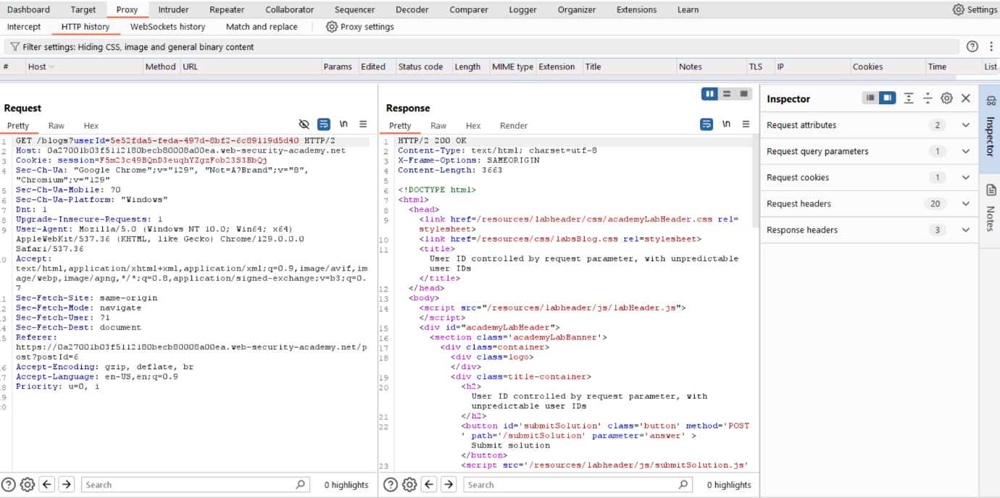 Dashboard Target Proxy Intruder Repeater Collaborator Sequencer Decoder Comparer Logger Organizer Extensions Learn Settings
Intercept HTTP history WebSockets history Match and replace Proxy settings
Filter settings: Hiding CSS, image and general binary content
# Host Method URL Params Edited Status code Length MIME type Extension Title Notes TLS IP Cookies Time List
Request
Pretty Raw Hex \n
1 GET /blogs?userId=5e52fda5-feda-497d-8bf2-6c89119d5d40 HTTP/2
2 Host: 0a27001b03f5112180becb80008a00ea.web-security-academy.net
3 Cookie: session=F5m23c49BQnD3euqhYZgzFob23S3BbQj
4 Sec-Ch-Ua: "Google Chrome";v="129", "Not=A?Brand";v="8",
"Chromium";v="129"
5 Sec-Ch-Ua-Mobile: ?0
6 Sec-Ch-Ua-Platform: "Windows"
7 Dnt: 1
8 Upgrade-Insecure-Requests: 1
9 User-Agent: Mozilla/5.0 (Windows NT 10.0; Win64; x64)
AppleWebKit/537.36 (KHTML, like Gecko) Chrome/129.0.0.0
Safari/537.36
0 Accept:
text/html,application/xhtml+xml,application/xml;q=0.9,image/avif,im
age/webp,image/apng,*/*;q=0.8,application/signed-exchange;v=b3;q=0.
7
1 Sec-Fetch-Site: same-origin
2 Sec-Fetch-Mode: navigate
3 Sec-Fetch-User: ?1
4 Sec-Fetch-Dest: document
5 Referer:
https://0a27001b03f5112180becb80008a00ea.web-security-academy.net/p
ost?postId=6
6 Accept-Encoding: gzip, deflate, br
7 Accept-Language: en-US,en;q=0.9
8 Priority: u=0, i
9
0
Search 0 highlights
Response
Pretty Raw Hex Render \n
1 HTTP/2 200 OK
2 Content-Type: text/html; charset=utf-8
3 X-Frame-Options: SAMEORIGIN
4 Content-Length: 3663
5
6 <!DOCTYPE html>
7 <html>
8 <head>
9 <link href=/resources/labheader/css/academyLabHeader.css rel=
stylesheet>
10 <link href=/resources/css/labsBlog.css rel=stylesheet>
11 <title>
User ID controlled by request parameter, with unpredictable
user IDs
</title>
12 </head>
13 <body>
14 <script src="/resources/labheader/js/labHeader.js">
</script>
15 <div id="academyLabHeader">
16 <section class='academyLabBanner'>
17 <div class=container>
18 <div class=logo>
</div>
19 <div class=title-container>
20 <h2>
User ID controlled by request parameter, with
unpredictable user IDs
21 </h2>
22 <button id='submitSolution' class='button' method='POST
' path='/submitSolution' parameter='answer' >
Submit solution
</button>
23 <script src='/resources/labheader/js/submitSolution.js'
Search 0 highlights
Inspector
Request attributes 2
Request query parameters 1
Request cookies 1
Request headers 20
Response headers 3
Inspector
Notes